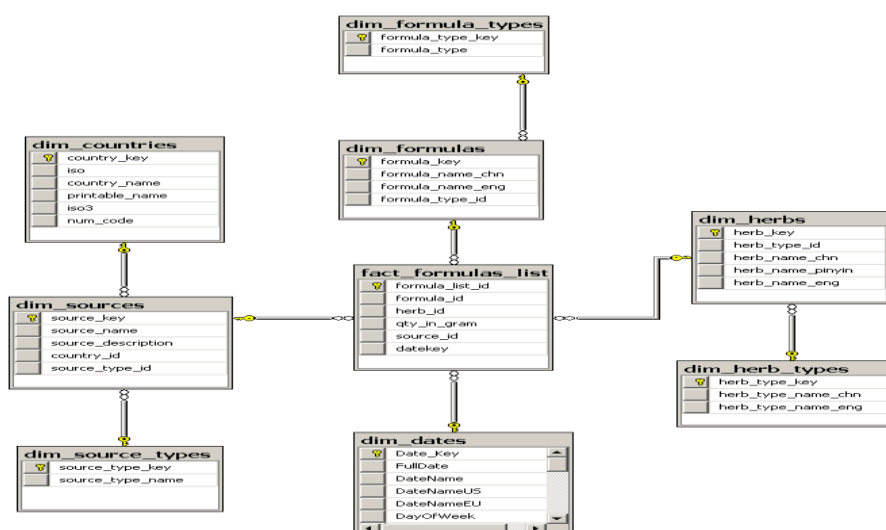 dim_formula_types
formula_type_key
formula_type
dim_countries
country_key
iso
country_name
printable_name
iso3
num_code
dim_formulas
formula_key
formula_name_chn
formula_name_eng
formula_type_id
dim_herbs
herb_key
herb_type_id
herb_name_chn
herb_name_pinyin
herb_name_eng
dim_sources
source_key
source_name
source_description
country_id
source_type_id
fact_formulas_list
formula_list_id
formula_id
herb_id
qty_in_gram
source_id
datekey
dim_herb_types
herb_type_key
herb_type_name_chn
herb_type_name_eng
dim_source_types
source_type_key
source_type_name
dim_dates
Date_Key
FullDate
DateName
DateNameUS
DateNameEU
DayOfWeek